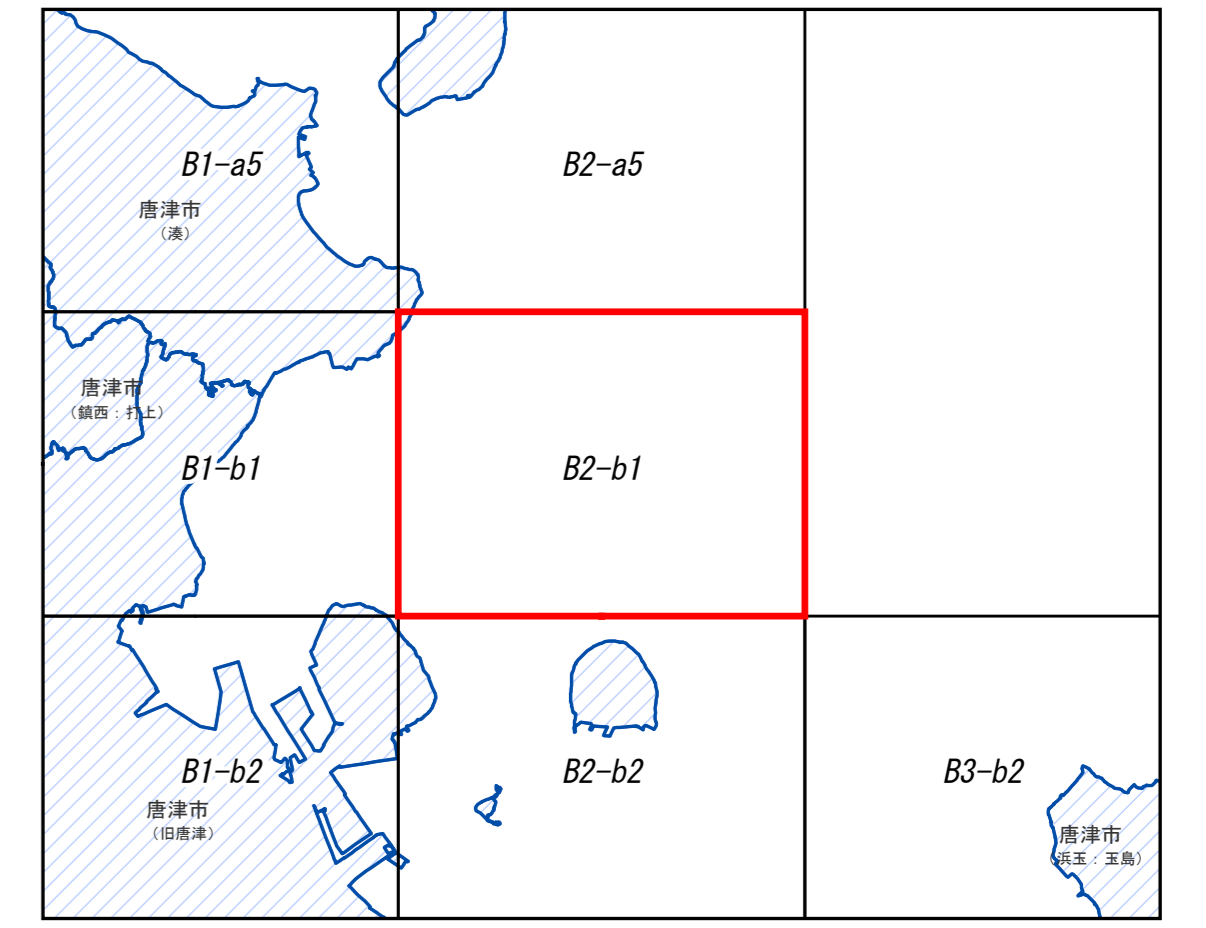 B1-a5
唐津市
（湊）
B2-a5
唐津市
（鎮西：打上）
B1-b1
B2-b1
B1-b2
唐津市
（旧唐津）
B2-b2
B3-b2
唐津市
（浜玉：玉島）